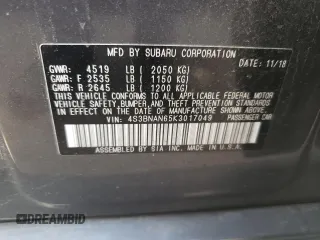 MFD BY SUBARU CORPORATION
GVWR: 4519 LB ( 2050 KG) DATE: 11/18
GAWR: F 2535 LB ( 1150 KG)
GAWR: R 2645 LB ( 1200 KG)
THIS VEHICLE CONFORMS TO ALL APPLICABLE FEDERAL MOTOR
VEHICLE SAFETY, BUMPER, AND THEFT PREVENTION STANDARDS
IN EFFECT ON THE DATE OF MANUFACTURE SHOWN ABOVE.
VIN: 4S3BNAN65K3017049 PASSENGER CAR
ASSEMBLED BY SIA INC. MADE IN U.S.A.
© DREAMBID
dreambid.com